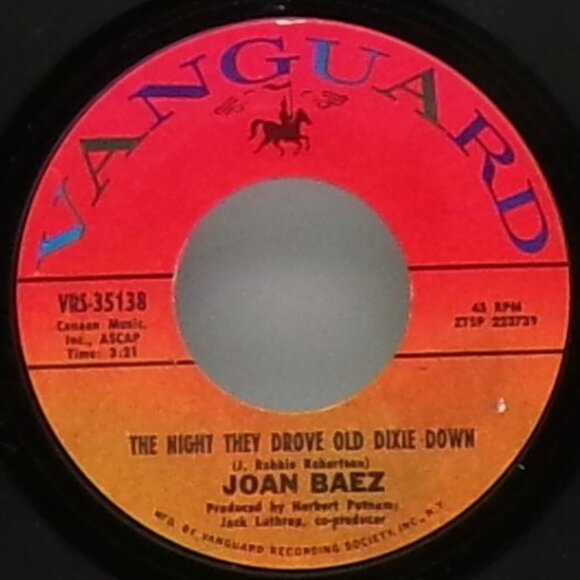 VANGUARD
VRS-35138
Canaan Music,
Inc., ASCAP
Time: 3:21
45 RPM
ZTSP 223739
THE NIGHT THEY DROVE OLD DIXIE DOWN
(J. Robbie Robertson)
JOAN BAEZ
Produced by Norbert Putnam;
Jack Lothrop, co-producer
MFD. BY VANGUARD RECORDING SOCIETY, INC., N.Y.